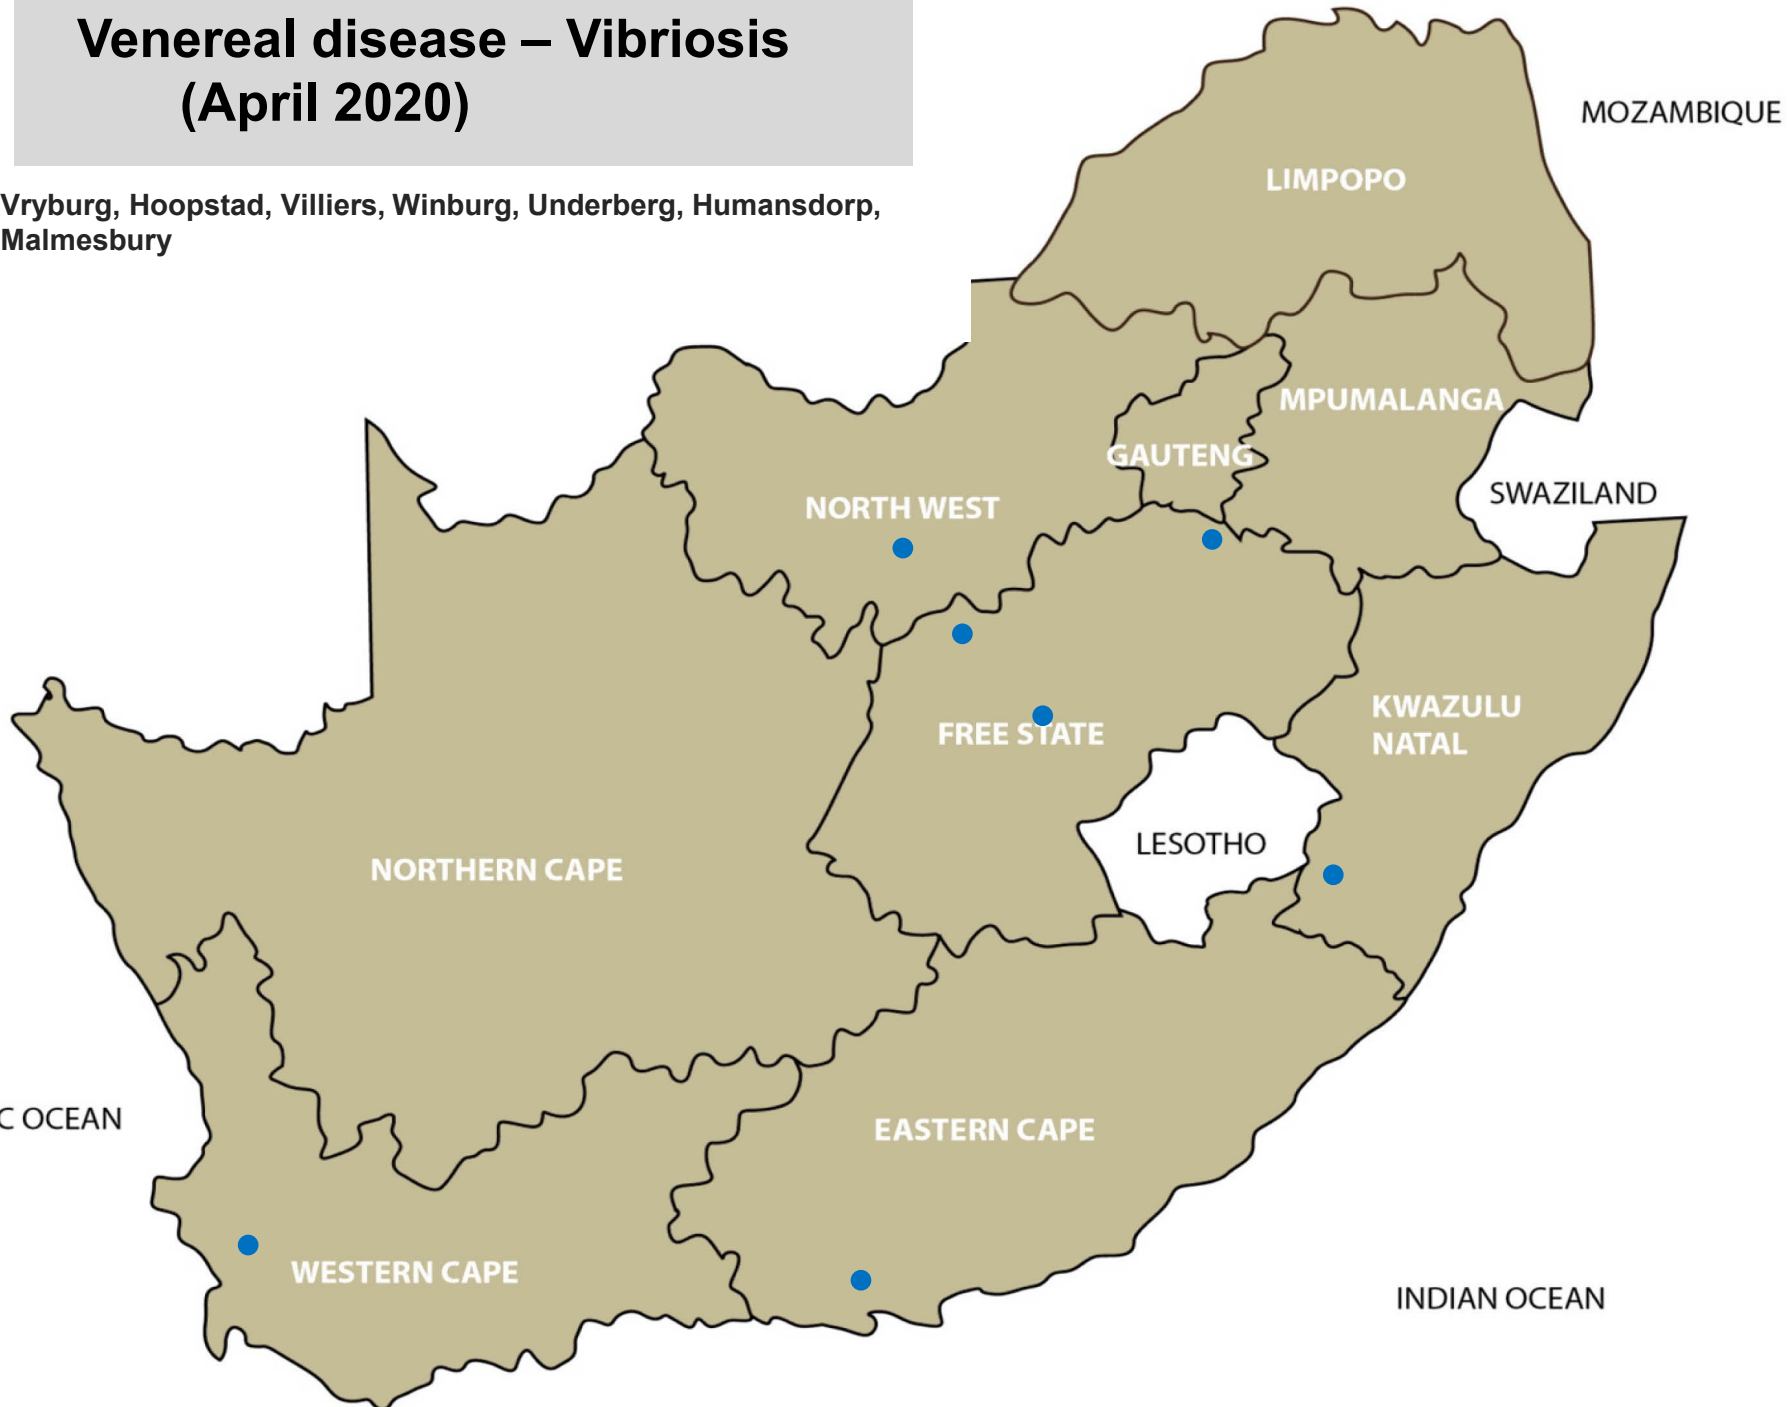 Venereal disease – Vibriosis
(April 2020)
Vryburg, Hoopstad, Villiers, Winburg, Underberg, Humansdorp,
Malmesbury
MOZAMBIQUE
LIMPOPO
MPUMALANGA
GAUTENG
SWAZILAND
NORTH WEST
KWAZULU
NATAL
FREE STATE
LESOTHO
NORTHERN CAPE
C OCEAN
EASTERN CAPE
WESTERN CAPE
INDIAN OCEAN